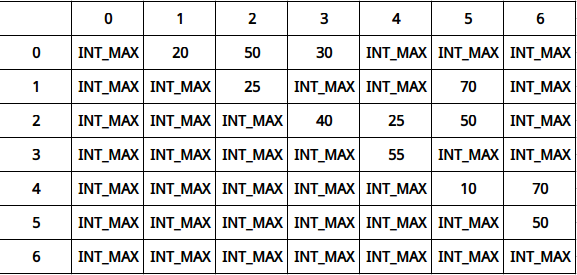 0 1 2 3 4 5 6
0 INT_MAX 20 50 30 INT_MAX INT_MAX INT_MAX
1 INT_MAX INT_MAX 25 INT_MAX INT_MAX 70 INT_MAX
2 INT_MAX INT_MAX INT_MAX 40 25 50 INT_MAX
3 INT_MAX INT_MAX INT_MAX INT_MAX 55 INT_MAX INT_MAX
4 INT_MAX INT_MAX INT_MAX INT_MAX INT_MAX 10 70
5 INT_MAX INT_MAX INT_MAX INT_MAX INT_MAX INT_MAX 50
6 INT_MAX INT_MAX INT_MAX INT_MAX INT_MAX INT_MAX INT_MAX